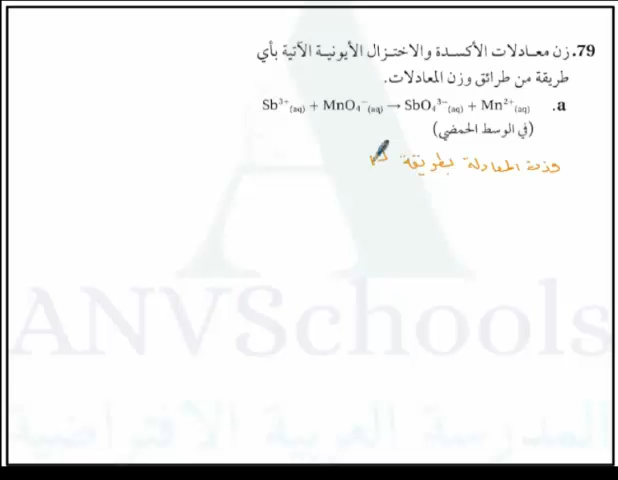 79. زن معادلات الأكسدة والاختزال الأيونية الآتية بأي
طريقة من طرائق وزن المعادلات.
a. Sb³⁺(aq) + MnO₄⁻(aq) → SbO₄³⁻(aq) + Mn²⁺(aq)
(في الوسط الحمضي)
وزن المعادلة بطريقة
ANVSchools
المدرسة العربية الافتراضية